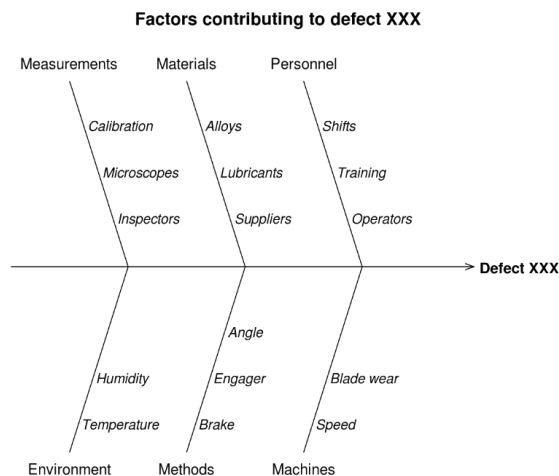 Factors contributing to defect XXX
Measurements
Materials
Personnel
Calibration
Alloys
Shifts
Microscopes
Lubricants
Training
Inspectors
Suppliers
Operators
Defect XXX
Angle
Humidity
Engager
Blade wear
Temperature
Brake
Speed
Environment
Methods
Machines